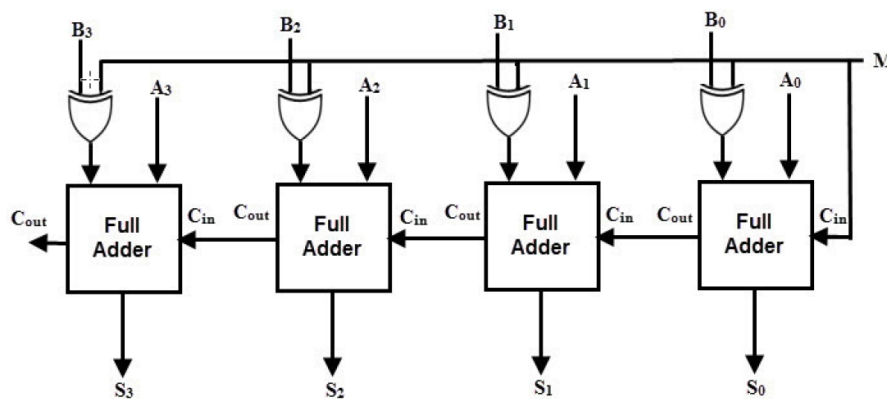 B3 B2 B1 B0
M
A3 A2 A1 A0
Cout Full Adder Cin Cout Full Adder Cin Cout Full Adder Cin Cout Full Adder Cin
S3 S2 S1 S0